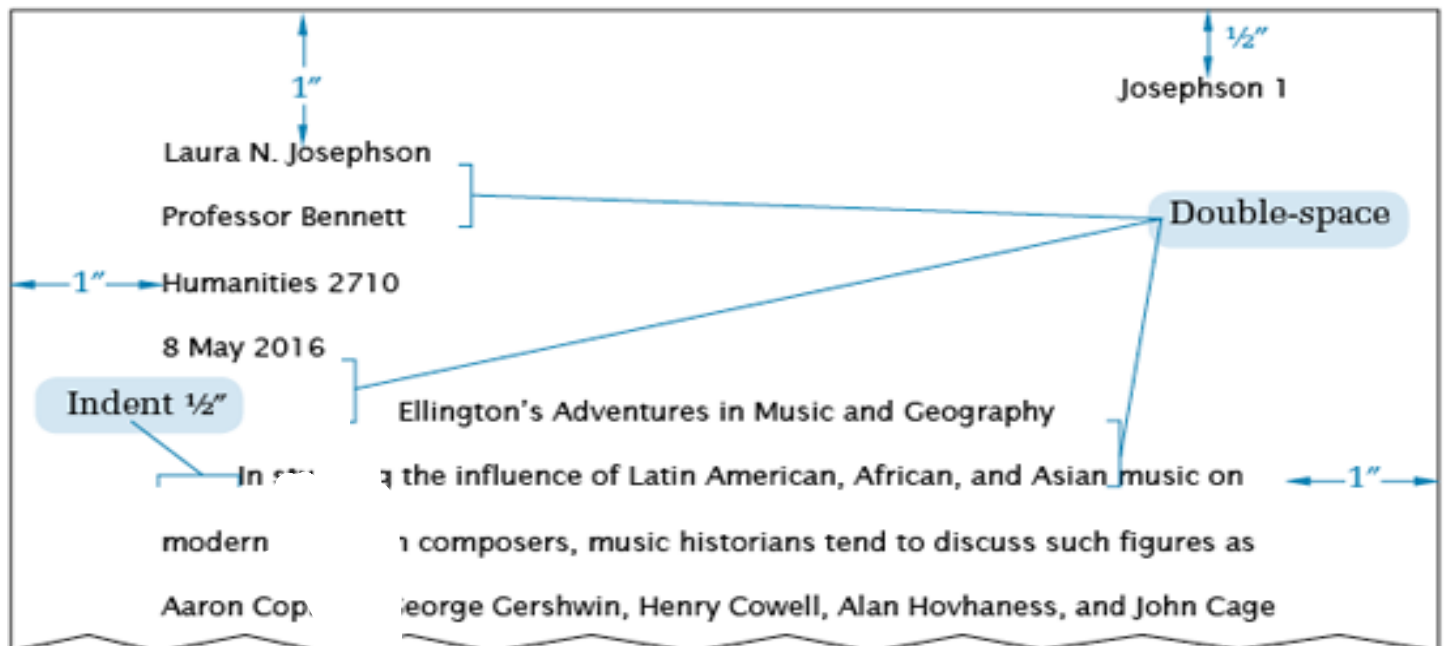 ½″
1″
Josephson 1
Laura N. Josephson
Professor Bennett
Double-space
1″ Humanities 2710
8 May 2016
Indent ½″
Ellington’s Adventures in Music and Geography
In the influence of Latin American, African, and Asian music on
1″
modern composers, music historians tend to discuss such figures as
Aaron George Gershwin, Henry Cowell, Alan Hovhaness, and John Cage